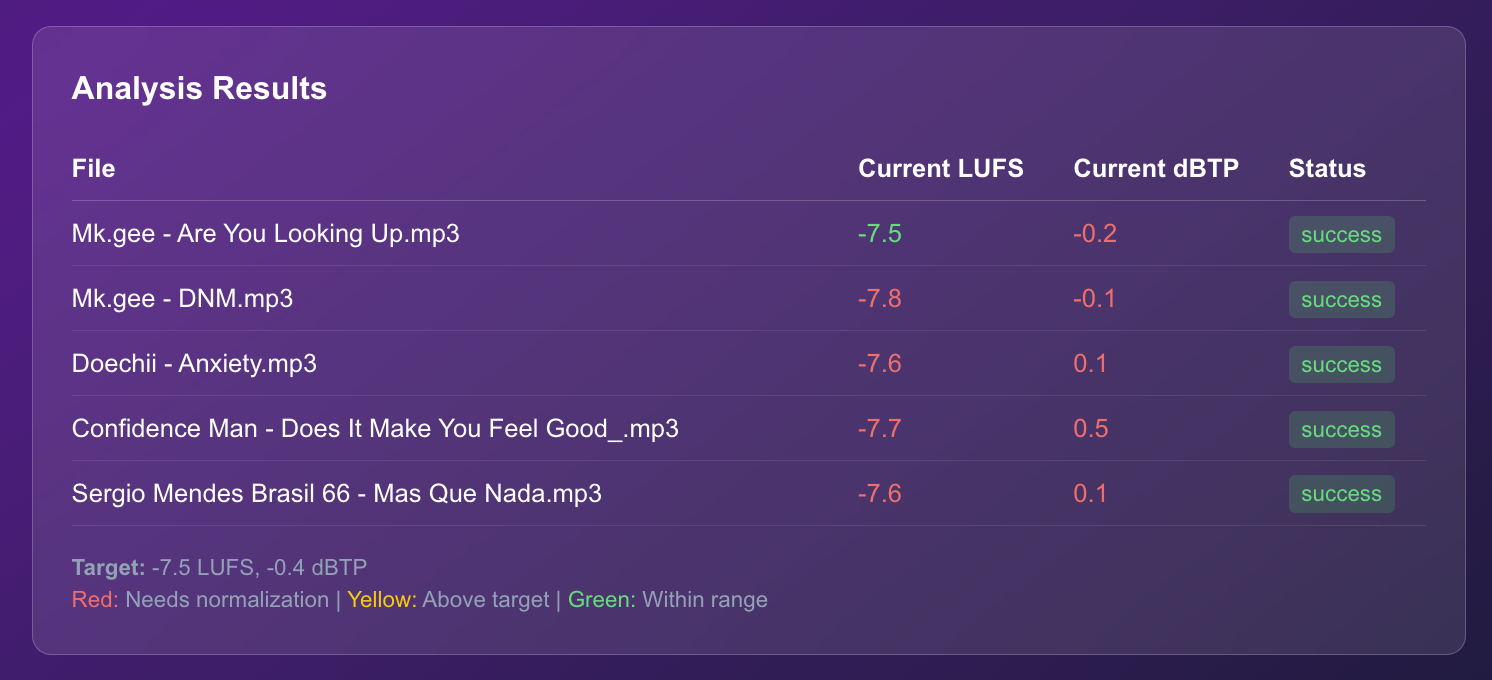 Analysis Results
File Current LUFS Current dBTP Status
Mk.gee - Are You Looking Up.mp3 -7.5 -0.2 success
Mk.gee - DNM.mp3 -7.8 -0.1 success
Doechii - Anxiety.mp3 -7.6 0.1 success
Confidence Man - Does It Make You Feel Good_.mp3 -7.7 0.5 success
Sergio Mendes Brasil 66 - Mas Que Nada.mp3 -7.6 0.1 success
Target: -7.5 LUFS, -0.4 dBTP
Red: Needs normalization | Yellow: Above target | Green: Within range